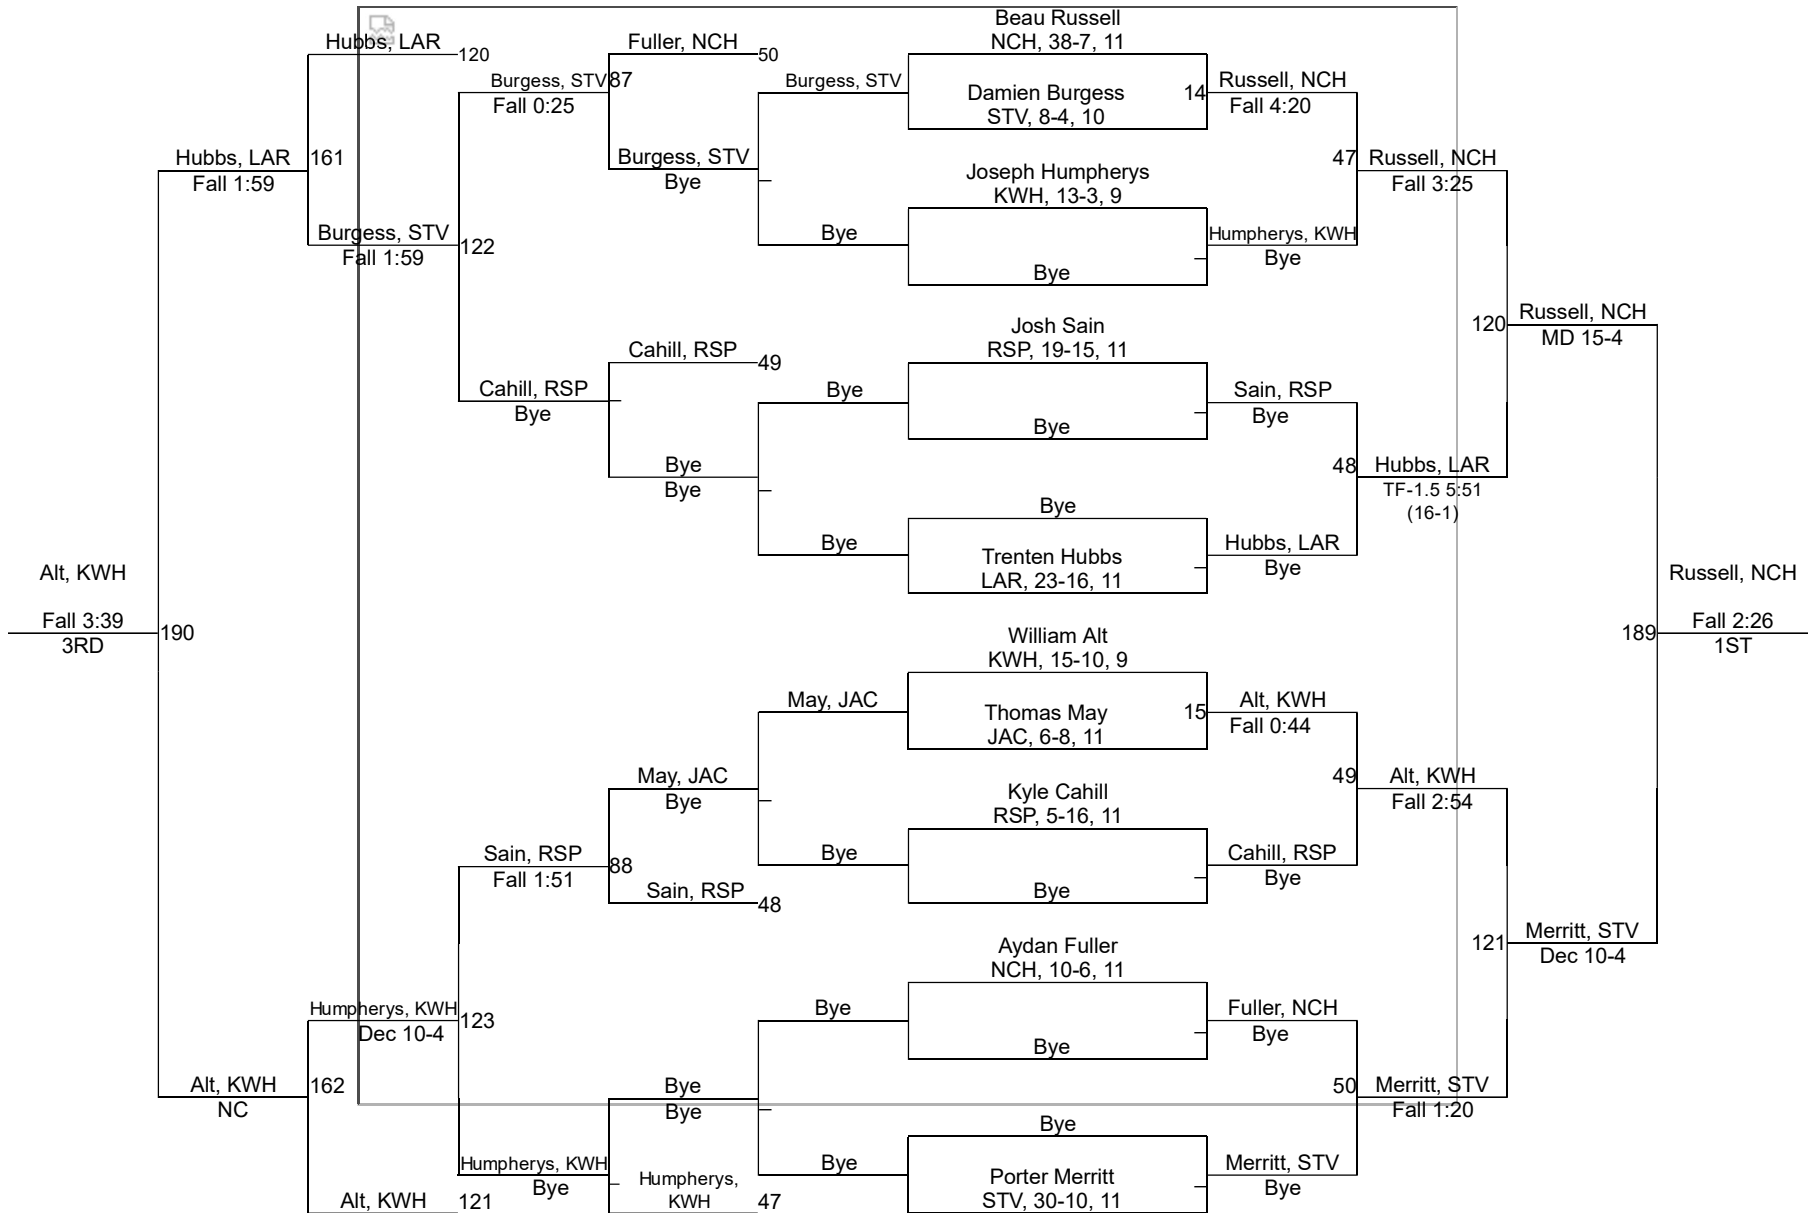 Beau Russell
Hubbs, LAR
120
Fuller, NCH
50
NCH, 38-7, 11
Burgess, STV
87
Fall 0:25
Burgess, STV
Damien Burgess
STV, 8-4, 10
14
Russell, NCH
Fall 4:20
Hubbs, LAR
Fall 1:59
161
Burgess, STV
Bye
Joseph Humpherys
KWH, 13-3, 9
47
Russell, NCH
Fall 3:25
Burgess, STV
Fall 1:59
122
Bye
Bye
Humpherys, KWH
Bye
Josh Sain
RSP, 19-15, 11
120
Russell, NCH
MD 15-4
Cahill, RSP
49
Cahill, RSP
Bye
Bye
Bye
Sain, RSP
Bye
Bye
Bye
48
Hubbs, LAR
TF-1.5 5:51
(16-1)
Bye
Bye
Trenten Hubbs
LAR, 23-16, 11
Hubbs, LAR
Bye
Alt, KWH
Fall 3:39
3RD
190
Russell, NCH
Fall 2:26
1ST
189
William Alt
KWH, 15-10, 9
May, JAC
Thomas May
JAC, 6-8, 11
15
Alt, KWH
Fall 0:44
May, JAC
Bye
Kyle Cahill
RSP, 5-16, 11
49
Alt, KWH
Fall 2:54
Sain, RSP
Fall 1:51
88
Bye
Bye
Cahill, RSP
Bye
Sain, RSP
48
Aydan Fuller
NCH, 10-6, 11
121
Merritt, STV
Dec 10-4
Humpherys, KWH
Dec 10-4
123
Bye
Bye
Fuller, NCH
Bye
Alt, KWH
NC
162
Bye
Bye
50
Merritt, STV
Fall 1:20
Bye
Humpherys, KWH
Bye
Humpherys,
KWH
47
Bye
Porter Merritt
STV, 30-10, 11
Merritt, STV
Bye
Alt, KWH
121